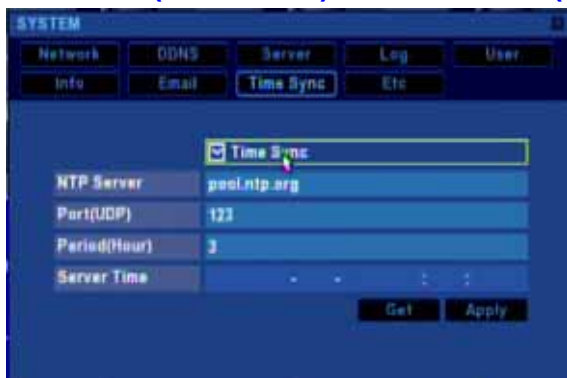 SYSTEM
Network DDNS Server Log User
Info Email Time Sync Etc
Time Sync
NTP Server pool.ntp.org
Port(UDP) 123
Period(Hour) 3
Server Time - - : :
Get Apply